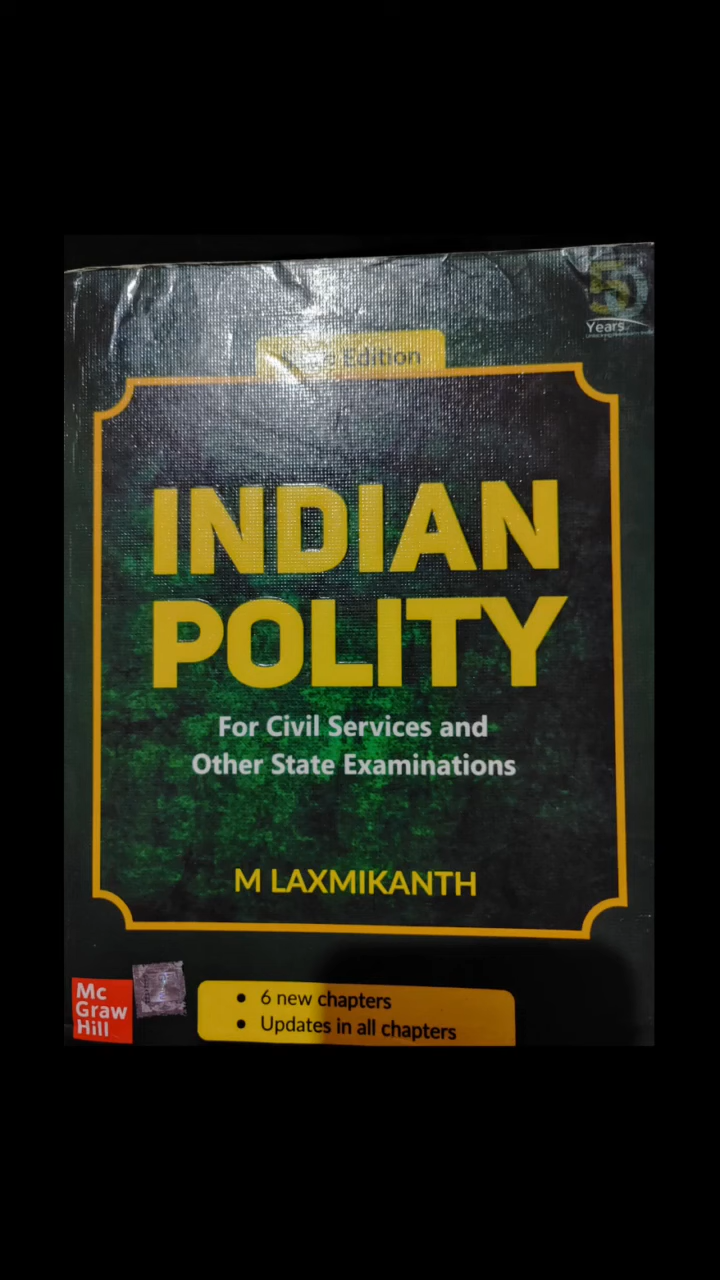 50
Years
Edition
INDIAN
POLITY
For Civil Services and
Other State Examinations
M LAXMIKANTH
Mc
Graw
Hill
• 6 new chapters
• Updates in all chapters